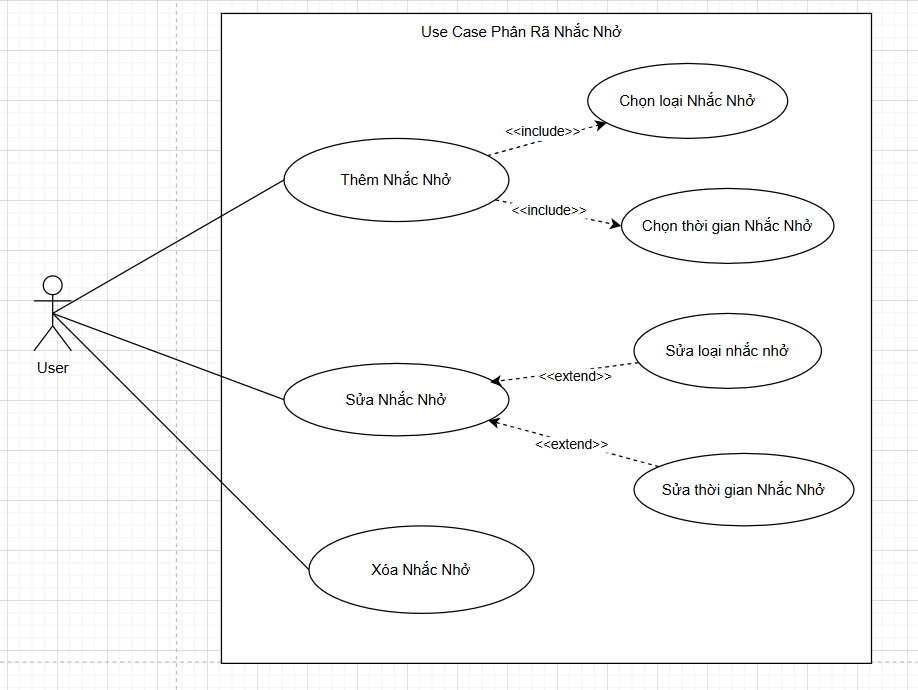 Use Case Phân Rã Nhắc Nhở
Chọn loại Nhắc Nhở
<<include>>
Thêm Nhắc Nhở
<<include>>
Chọn thời gian Nhắc Nhở
User
Sửa loại nhắc nhở
<<extend>>
Sửa Nhắc Nhở
<<extend>>
Sửa thời gian Nhắc Nhở
Xóa Nhắc Nhở